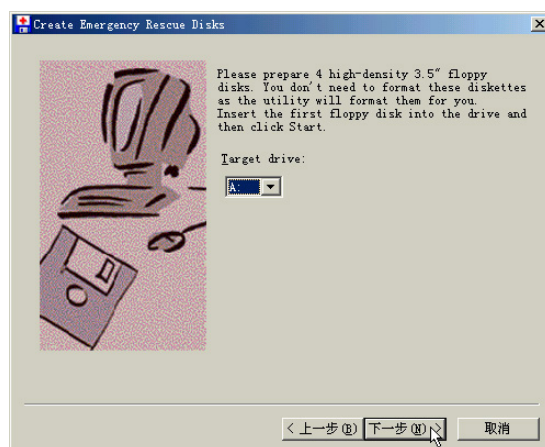 Create Emergency Rescue Disks
Please prepare 4 high-density 3.5" floppy
disks. You don't need to format these diskettes
as the utility will format them for you.
Insert the first floppy disk into the drive and
then click Start.
Target drive:
A:
< 上一步(B) 下一步(N) > 取消